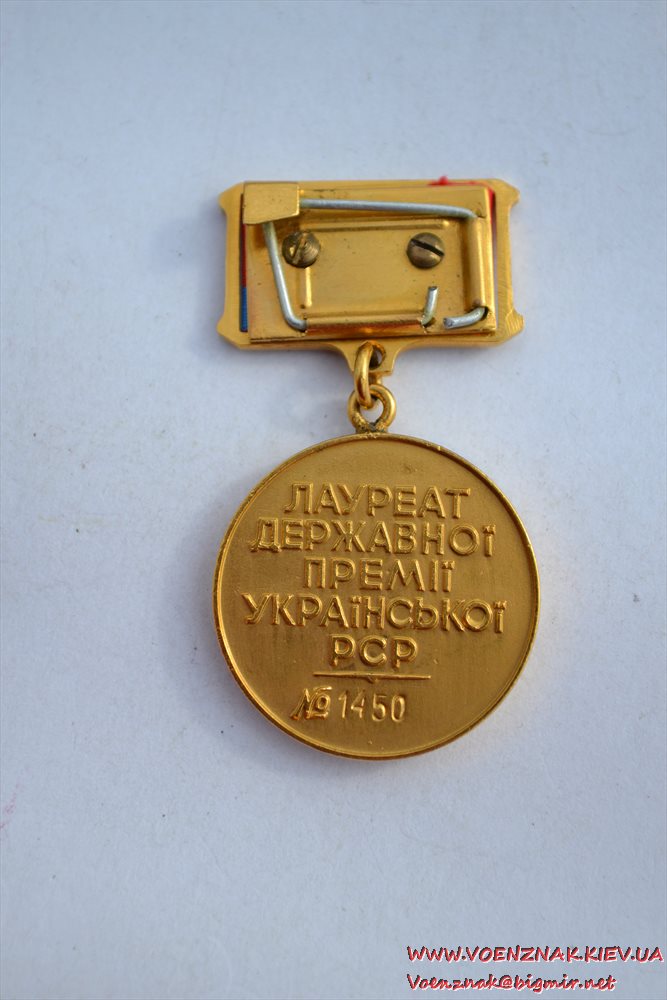 ЛАУРЕАТ
ДЕРЖАВНОЇ
ПРЕМІЇ
УКРАЇНСЬКОЇ
РСР
№ 1450
WWW.VOENZNAK.KIEV.UA
Voenznak@bigmir.net